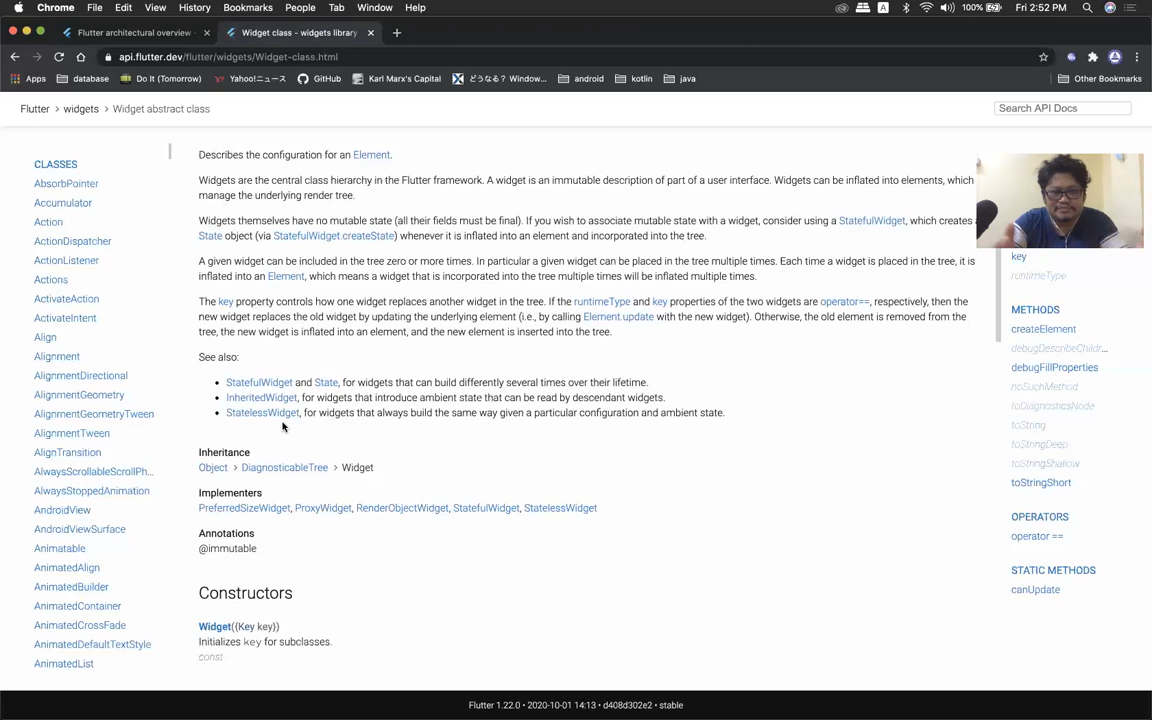 Chrome File Edit View History Bookmarks People Tab Window Help A 100% Fri 2:52 PM
Flutter architectural overview - × Widget class - widgets library × +
api.flutter.dev/flutter/widgets/Widget-class.html
Apps database Do It (Tomorrow) Yahoo!ニュース GitHub Karl Marx's Capital どうなる? Window... android kotlin java Other Bookmarks
Flutter > widgets > Widget abstract class Search API Docs
CLASSES
AbsorbPointer
Accumulator
Action
ActionDispatcher
ActionListener
Actions
ActivateAction
ActivateIntent
Align
Alignment
AlignmentDirectional
AlignmentGeometry
AlignmentGeometryTween
AlignmentTween
AlignTransition
AlwaysScrollableScrollPh...
AlwaysStoppedAnimation
AndroidView
AndroidViewSurface
Animatable
AnimatedAlign
AnimatedBuilder
AnimatedContainer
AnimatedCrossFade
AnimatedDefaultTextStyle
AnimatedList
Describes the configuration for an Element.
Widgets are the central class hierarchy in the Flutter framework. A widget is an immutable description of part of a user interface. Widgets can be inflated into elements, which
manage the underlying render tree.
Widgets themselves have no mutable state (all their fields must be final). If you wish to associate mutable state with a widget, consider using a StatefulWidget, which creates
State object (via StatefulWidget.createState) whenever it is inflated into an element and incorporated into the tree.
A given widget can be included in the tree zero or more times. In particular a given widget can be placed in the tree multiple times. Each time a widget is placed in the tree, it is
inflated into an Element, which means a widget that is incorporated into the tree multiple times will be inflated multiple times.
The key property controls how one widget replaces another widget in the tree. If the runtimeType and key properties of the two widgets are operator==, respectively, then the
new widget replaces the old widget by updating the underlying element (i.e., by calling Element.update with the new widget). Otherwise, the old element is removed from the
tree, the new widget is inflated into an element, and the new element is inserted into the tree.
See also:
• StatefulWidget and State, for widgets that can build differently several times over their lifetime.
• InheritedWidget, for widgets that introduce ambient state that can be read by descendant widgets.
• StatelessWidget, for widgets that always build the same way given a particular configuration and ambient state.
Inheritance
Object > DiagnosticableTree > Widget
Implementers
PreferredSizeWidget, ProxyWidget, RenderObjectWidget, StatefulWidget, StatelessWidget
Annotations
@immutable
Constructors
Widget({Key key})
Initializes key for subclasses.
const
key
runtimeType
METHODS
createElement
debugDescribeChildr...
debugFillProperties
noSuchMethod
toDiagnosticsNode
toString
toStringDeep
toStringShallow
toStringShort
OPERATORS
operator ==
STATIC METHODS
canUpdate
Flutter 1.22.0 • 2020-10-01 14:13 • d408d302e2 • stable